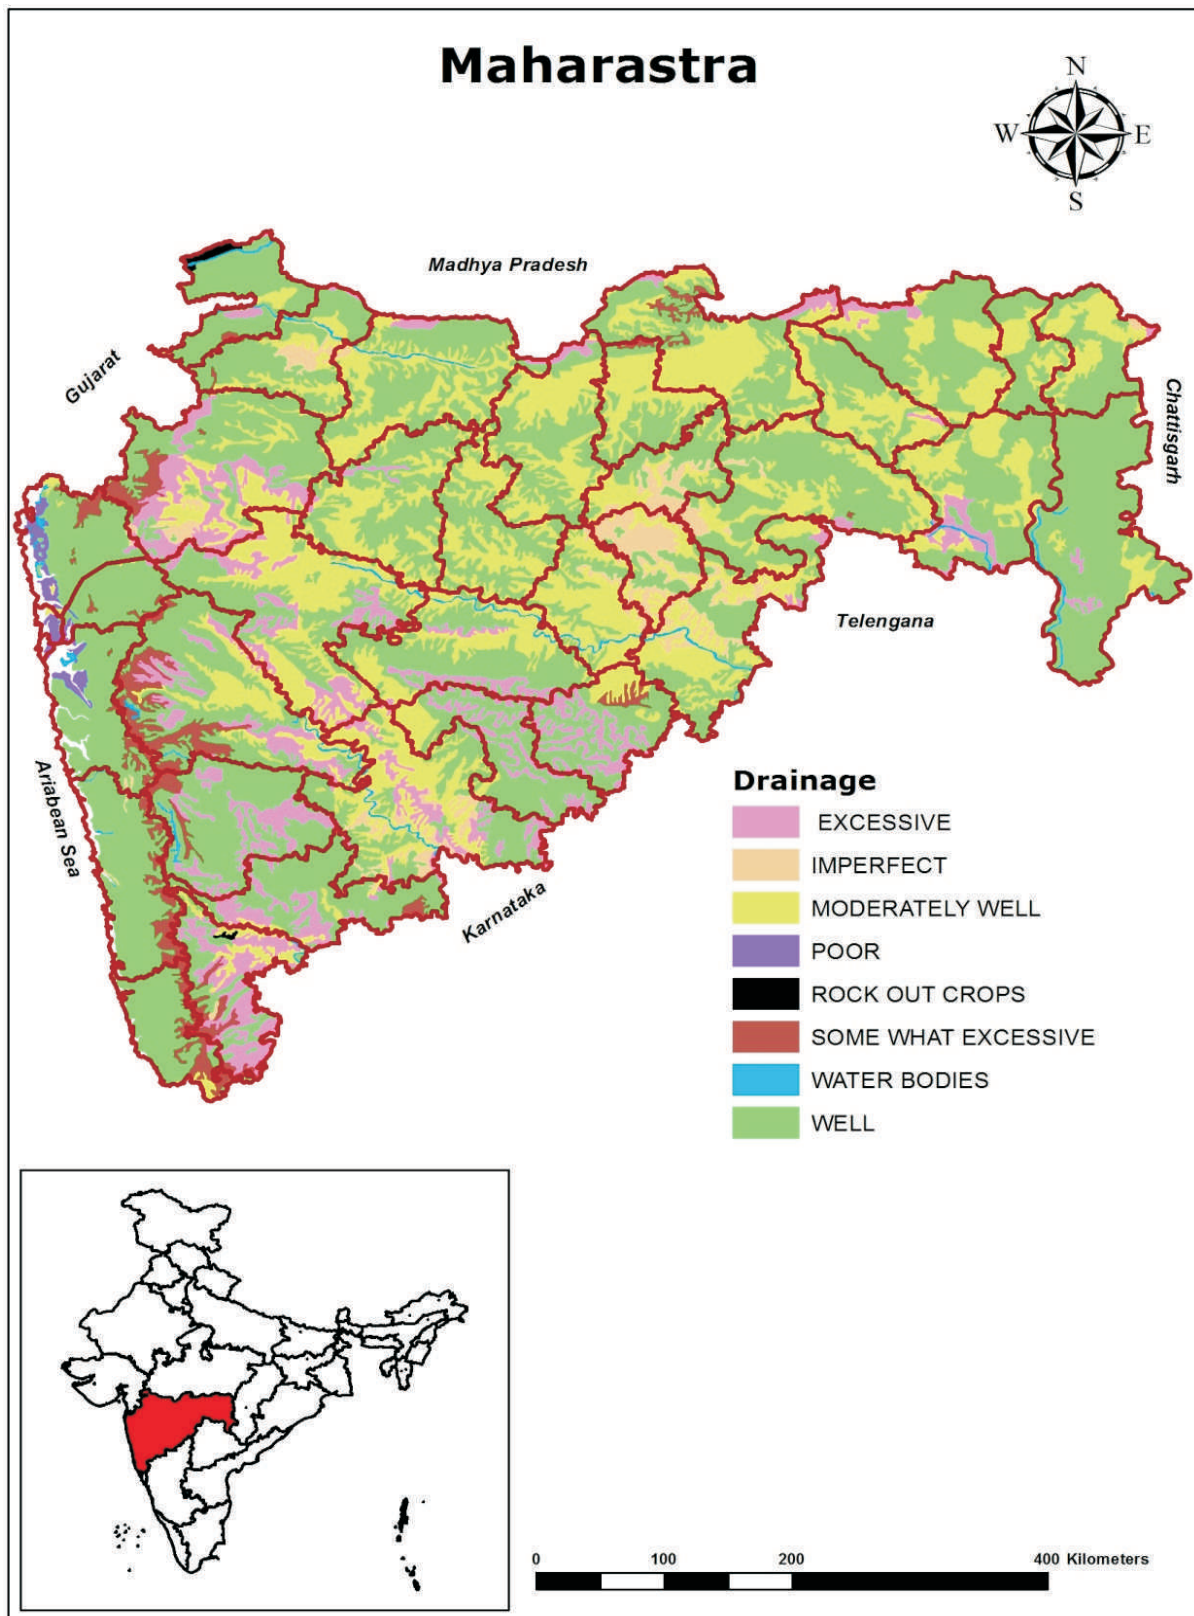 Maharastra
N
W E
S
Madhya Pradesh
Gujarat
Chattisgarh
Telengana
Ariabean Sea
Karnataka
Drainage
EXCESSIVE
IMPERFECT
MODERATELY WELL
POOR
ROCK OUT CROPS
SOME WHAT EXCESSIVE
WATER BODIES
WELL
0 100 200 400 Kilometers